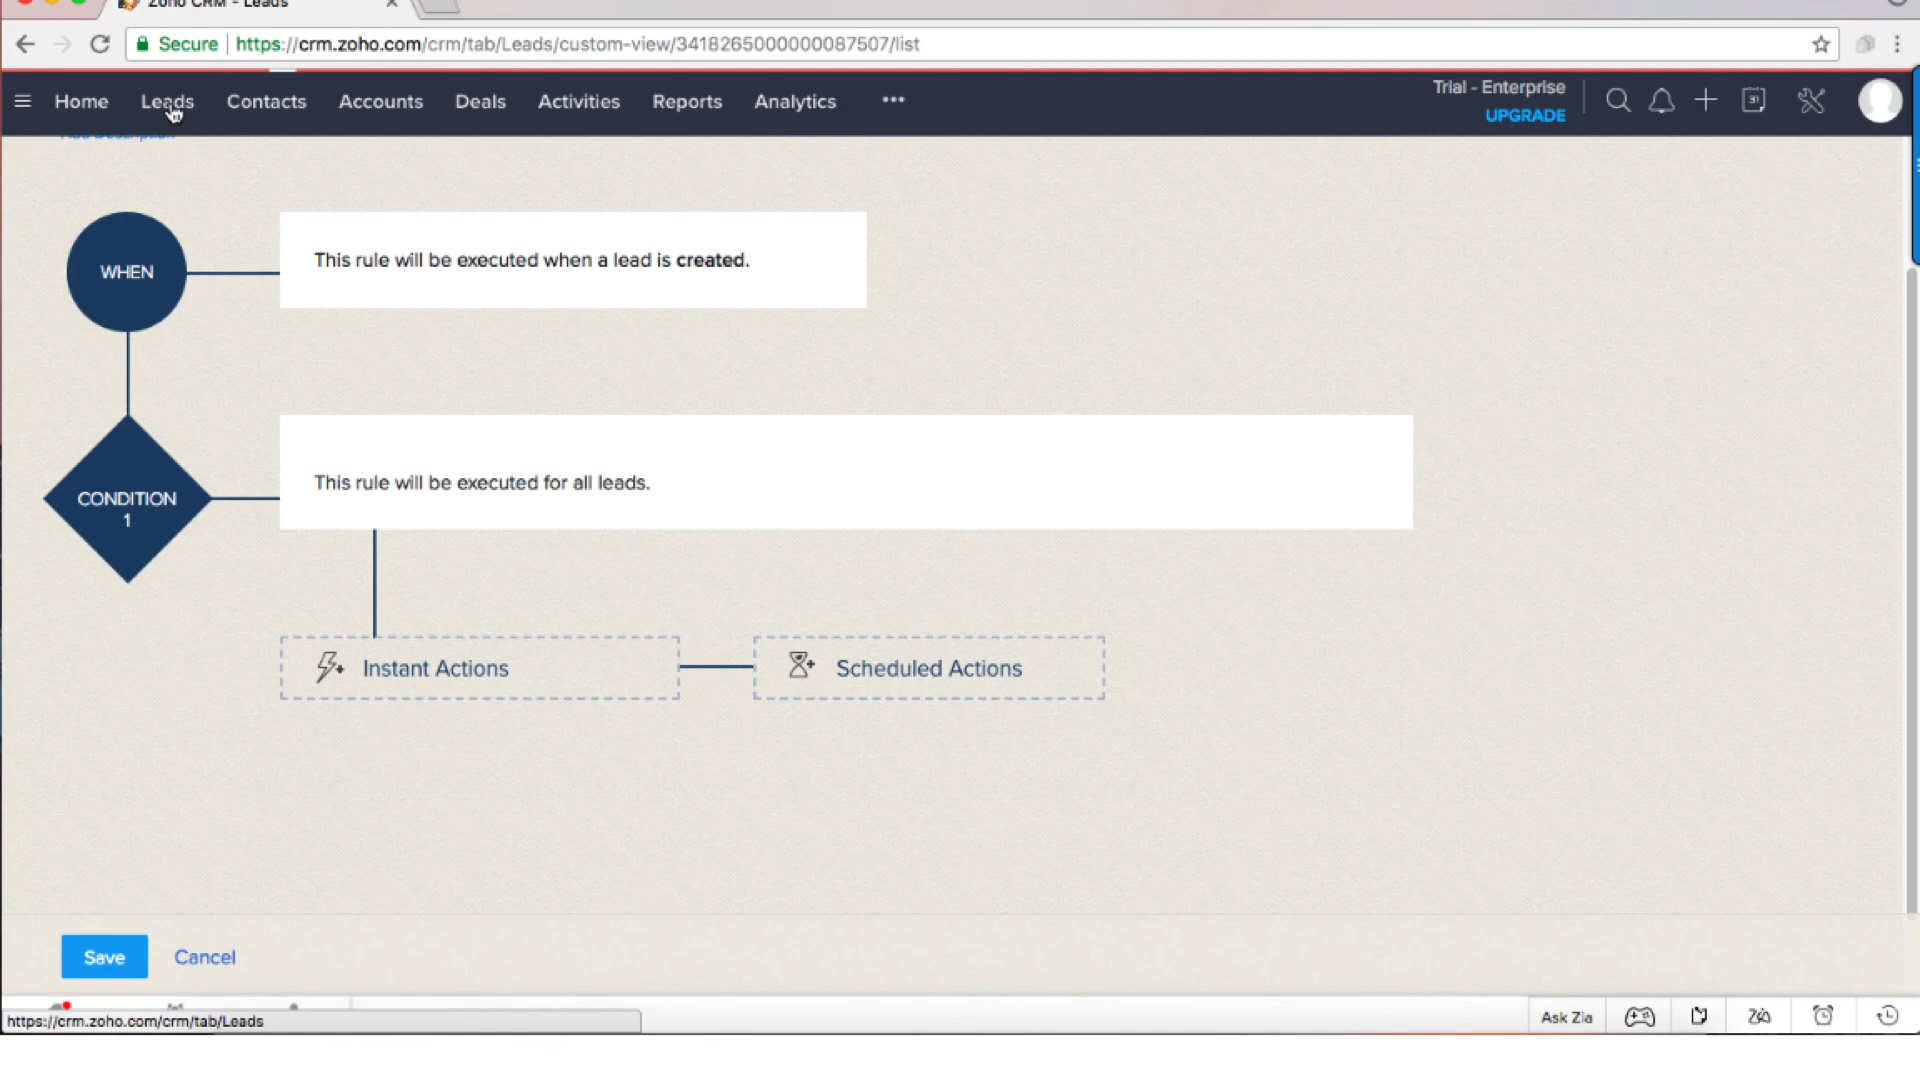 Zoho CRM - Leads
Secure https://crm.zoho.com/crm/tab/Leads/custom-view/3418265000000087507/list
Home Leads Contacts Accounts Deals Activities Reports Analytics
Trial - Enterprise
UPGRADE
31
Add Description
WHEN
This rule will be executed when a lead is created.
CONDITION
1
This rule will be executed for all leads.
Instant Actions
Scheduled Actions
Save Cancel
https://crm.zoho.com/crm/tab/Leads
Ask Zia